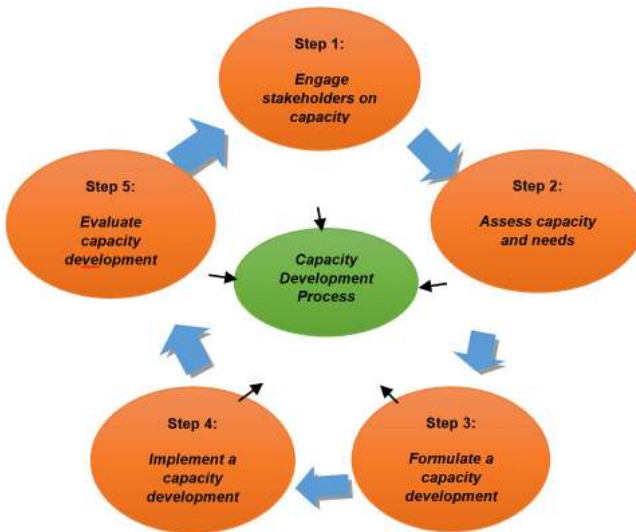 Step 1:
Engage
stakeholders on
capacity
Step 2:
Assess capacity
and needs
Step 3:
Formulate a
capacity
development
Step 4:
Implement a
capacity
development
Step 5:
Evaluate
capacity
development
Capacity
Development
Process